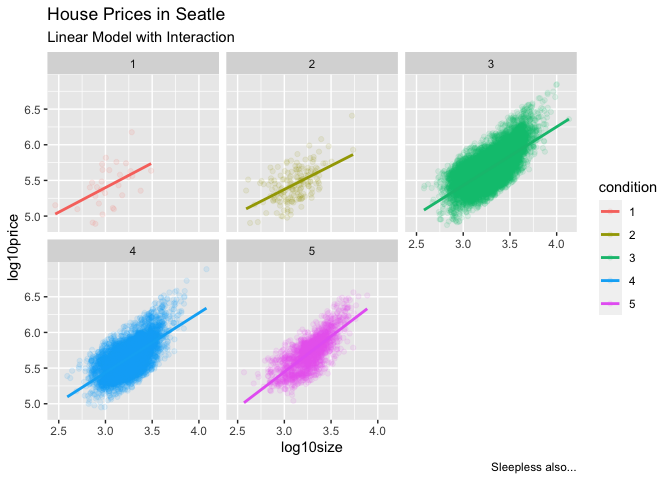 House Prices in Seatle
Linear Model with Interaction
1 2 3
6.5
6.0
5.5
5.0
2.5 3.0 3.5 4.0
4 5
6.5
6.0
5.5
5.0
2.5 3.0 3.5 4.0 2.5 3.0 3.5 4.0
log10price
log10size
condition
1
2
3
4
5
Sleepless also...